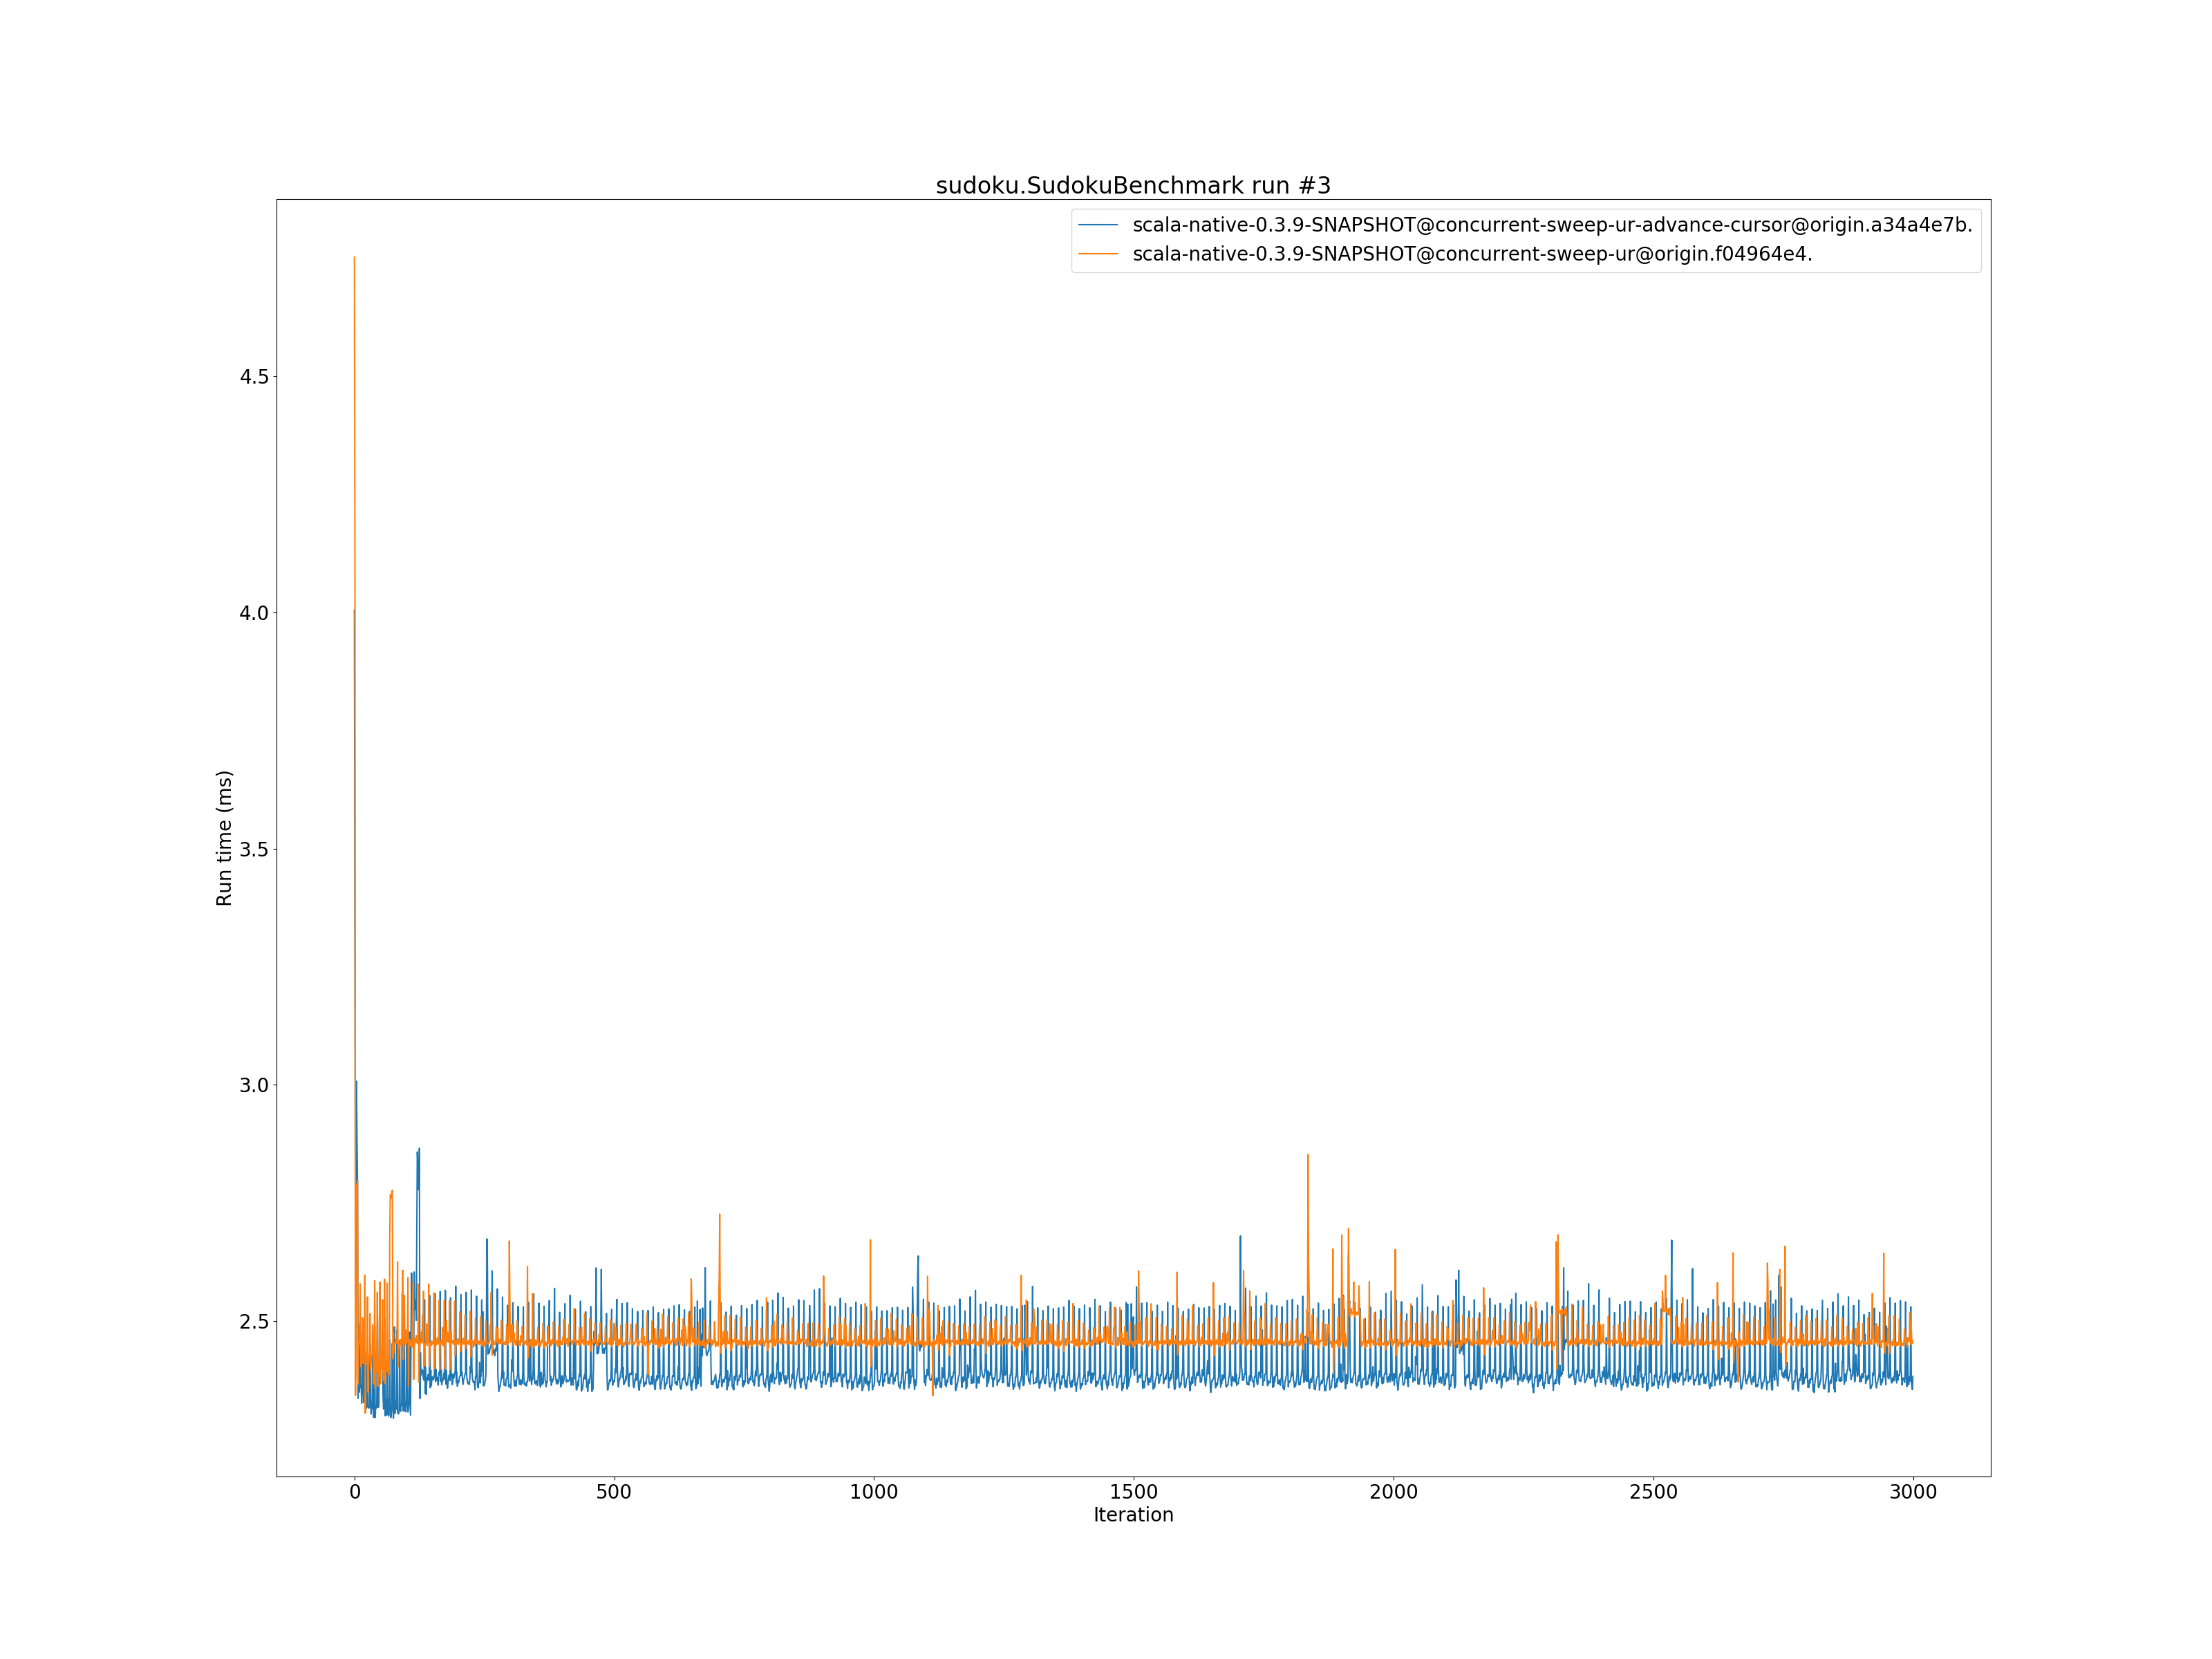 sudoku.SudokuBenchmark run #3
scala-native-0.3.9-SNAPSHOT@concurrent-sweep-ur-advance-cursor@origin.a34a4e7b.
scala-native-0.3.9-SNAPSHOT@concurrent-sweep-ur@origin.f04964e4.
4.5
4.0
3.5
3.0
2.5
Run time (ms)
0 500 1000 1500 2000 2500 3000
Iteration